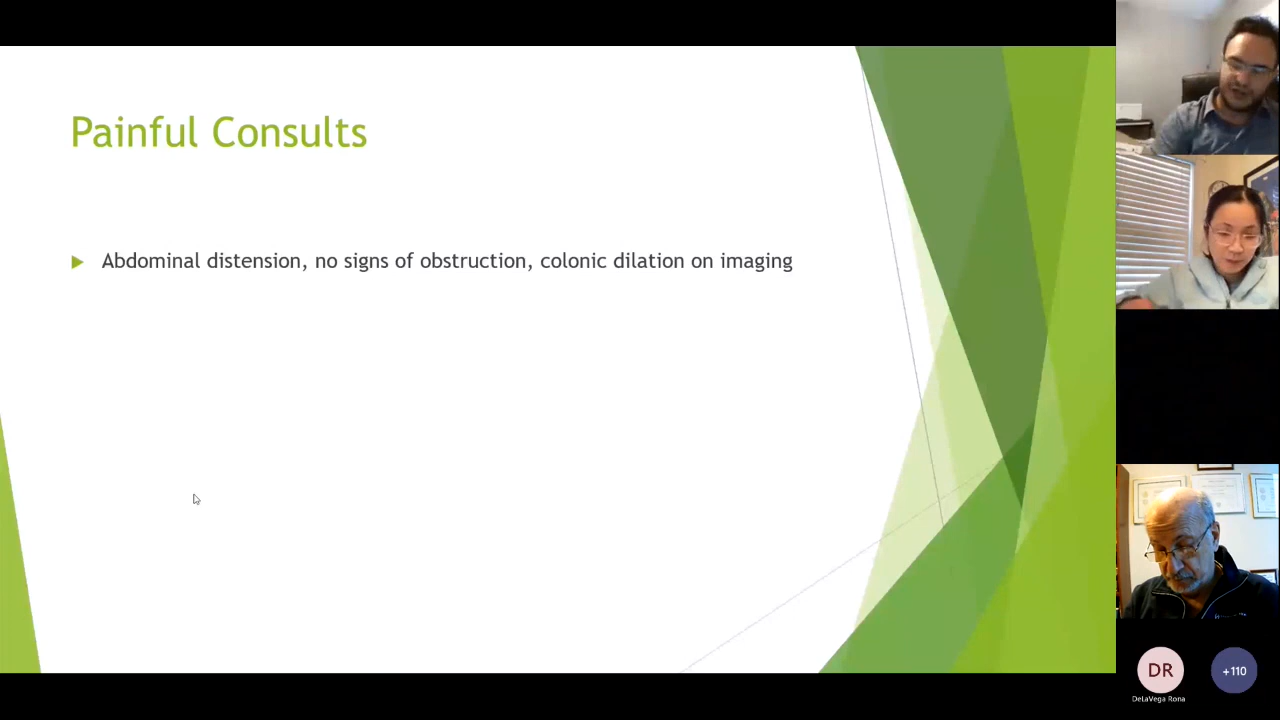 Painful Consults
Abdominal distension, no signs of obstruction, colonic dilation on imaging
DR
+110
DeLaVega Rona